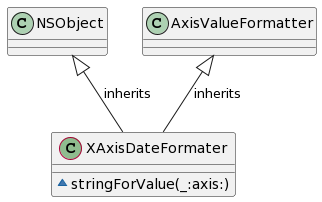 C NSObject
C AxisValueFormatter
inherits
inherits
C XAxisDateFormater
~stringForValue(_:axis:)